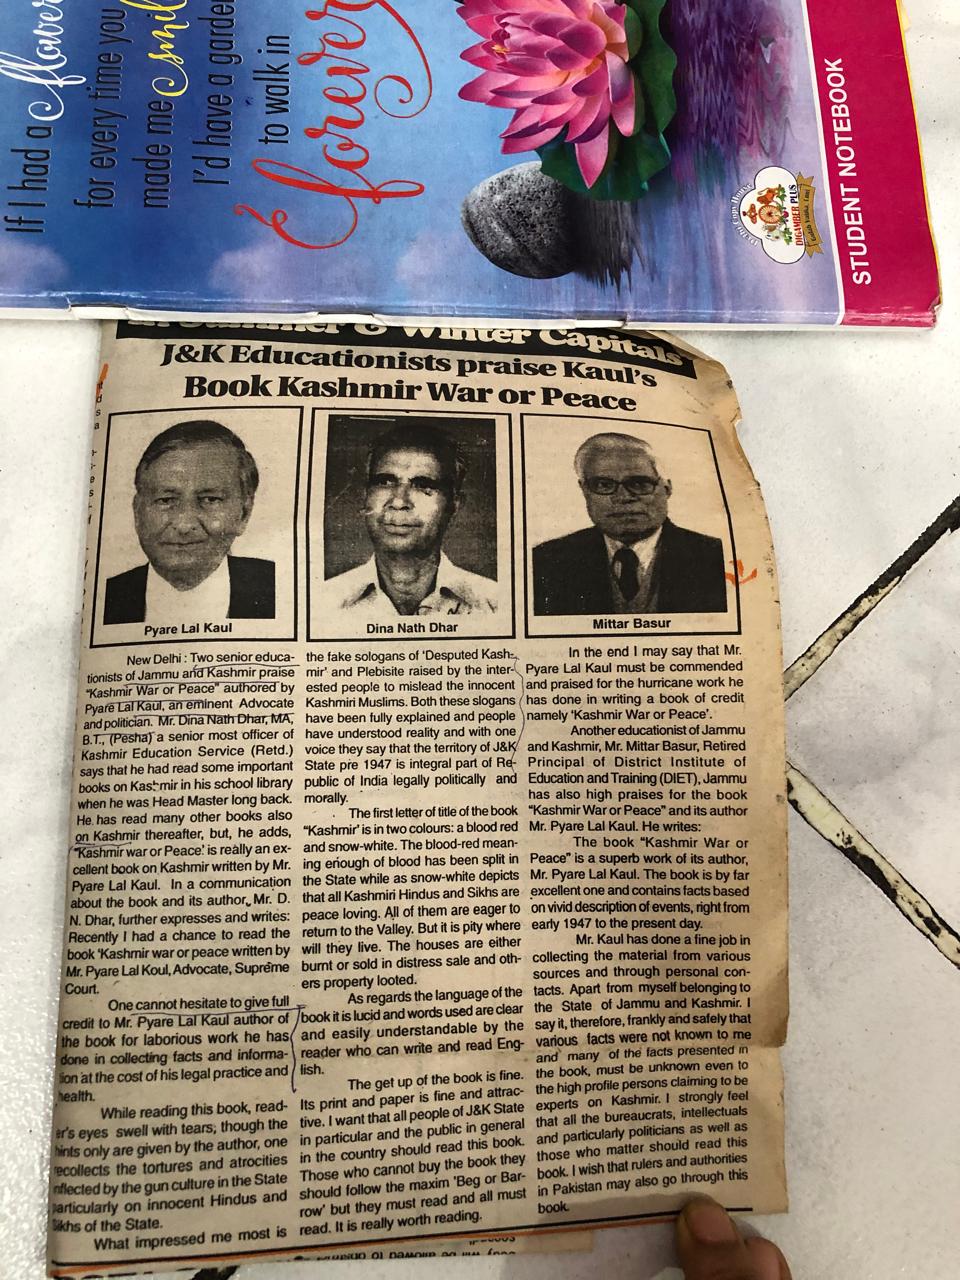 If I had a flower
for every time you
made me smile
I'd have a garden
to walk in
forever
DIGAMBER PLUS
STUDENT NOTEBOOK
In Summer & Winter Capitals
J&K Educationists praise Kaul's
Book Kashmir War or Peace
Pyare Lal Kaul
Dina Nath Dhar
Mittar Basur
New Delhi : Two senior educa-
tionists of Jammu and Kashmir praise
"Kashmir War or Peace" authored by
Pyare Lal Kaul, an eminent Advocate
and politician. Mr. Dina Nath Dhar, MA,
B.T., (Pesha) a senior most officer of
Kashmir Education Service (Retd.)
says that he had read some important
books on Kashmir in his school library
when he was Head Master long back.
He has read many other books also
on Kashmir thereafter, but, he adds,
"Kashmir war or Peace' is really an ex-
cellent book on Kashmir written by Mr.
Pyare Lal Kaul. In a communication
about the book and its author, Mr. D.
N. Dhar, further expresses and writes:
Recently I had a chance to read the
book 'Kashmir war or peace written by
Mr. Pyare Lal Koul, Advocate, Supreme
Court.
One cannot hesitate to give full
credit to Mr. Pyare Lal Kaul author of
the book for laborious work he has
done in collecting facts and informa-
tion at the cost of his legal practice and
health.
While reading this book, read-
er's eyes swell with tears, though the
hints only are given by the author, one
recollects the tortures and atrocities
nflected by the gun culture in the State
particularly on innocent Hindus and
Sikhs of the State.
What impressed me most is
the fake sologans of 'Desputed Kash-
mir' and Plebisite raised by the inter-
ested people to mislead the innocent
Kashmiri Muslims. Both these slogans
have been fully explained and people
have understood reality and with one
voice they say that the territory of J&K
State pre 1947 is integral part of Re-
public of India legally politically and
morally.
The first letter of title of the book
"Kashmir' is in two colours: a blood red
and snow-white. The blood-red mean-
ing enough of blood has been split in
the State while as snow-white depicts
that all Kashmiri Hindus and Sikhs are
peace loving. All of them are eager to
return to the Valley. But it is pity where
will they live. The houses are either
burnt or sold in distress sale and oth-
ers property looted.
As regards the language of the
book it is lucid and words used are clear
and easily understandable by the
reader who can write and read Eng-
lish.
The get up of the book is fine.
Its print and paper is fine and attrac-
tive. I want that all people of J&K State
in particular and the public in general
in the country should read this book.
Those who cannot buy the book they
should follow the maxim 'Beg or Bar-
row' but they must read and all must
read. It is really worth reading.
In the end I may say that Mr.
Pyare Lal Kaul must be commended
and praised for the hurricane work he
has done in writing a book of credit
namely 'Kashmir War or Peace'.
Another educationist of Jammu
and Kashmir, Mr. Mittar Basur, Retired
Principal of District Institute of
Education and Training (DIET), Jammu
has also high praises for the book
"Kashmir War or Peace" and its author
Mr. Pyare Lal Kaul. He writes:
The book "Kashmir War or
Peace" is a superb work of its author,
Mr. Pyare Lal Kaul. The book is by far
excellent one and contains facts based
on vivid description of events, right from
early 1947 to the present day.
Mr. Kaul has done a fine job in
collecting the material from various
sources and through personal con-
tacts. Apart from myself belonging to
the State of Jammu and Kashmir. I
say it, therefore, frankly and safely that
various facts were not known to me
and many of the facts presented in
the book, must be unknown even to
the high profile persons claiming to be
experts on Kashmir. I strongly feel
that all the bureaucrats, intellectuals
and particularly politicians as well as
those who matter should read this
book. I wish that rulers and authorities
in Pakistan may also go through this
book.